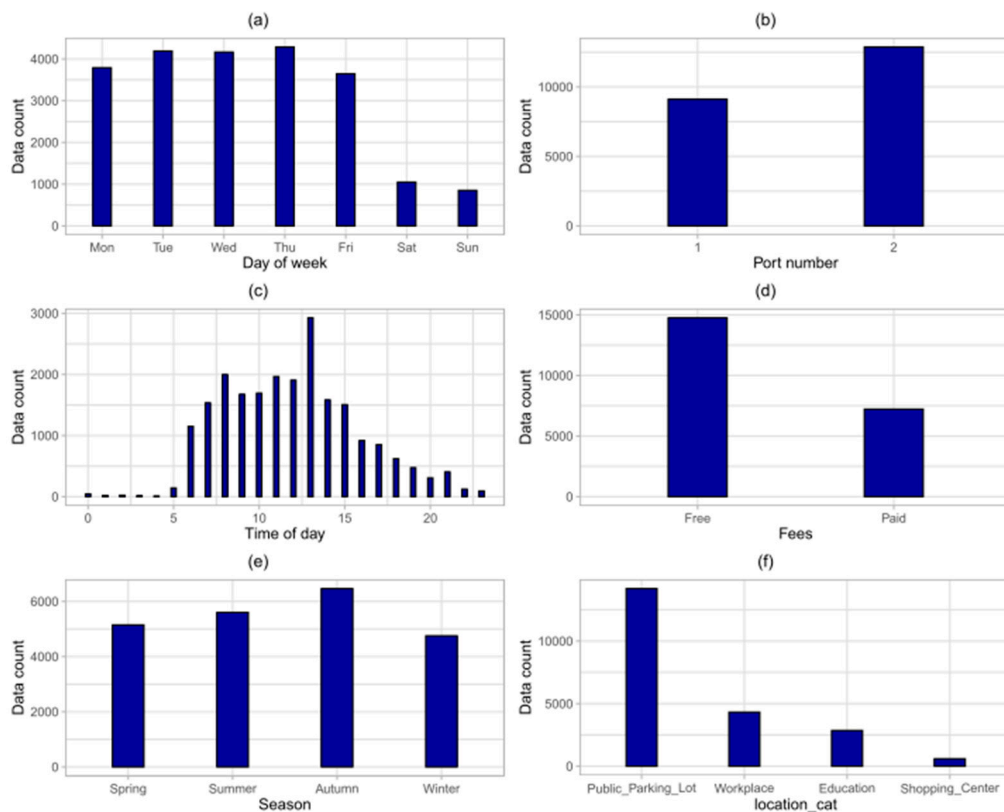 (a)
4000
3000
2000
1000
0
Data count
Mon Tue Wed Thu Fri Sat Sun
Day of week
(b)
10000
5000
0
Data count
1 2
Port number
(c)
3000
2000
1000
0
Data count
0 5 10 15 20
Time of day
(d)
15000
10000
5000
0
Data count
Free Paid
Fees
(e)
6000
4000
2000
0
Data count
Spring Summer Autumn Winter
Season
(f)
10000
5000
0
Data count
Public_Parking_Lot Workplace Education Shopping_Center
location_cat